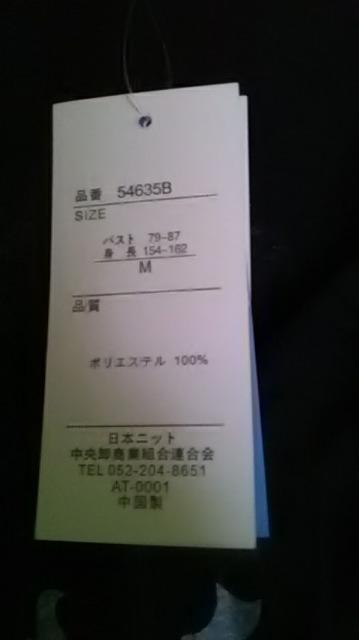 品番 54635B
SIZE
バスト 79-87
身長 154-162
M
品質
ポリエステル 100%
日本ニット
中央卸商業組合連合会
TEL 052-204-8651
AT-0001
中国製